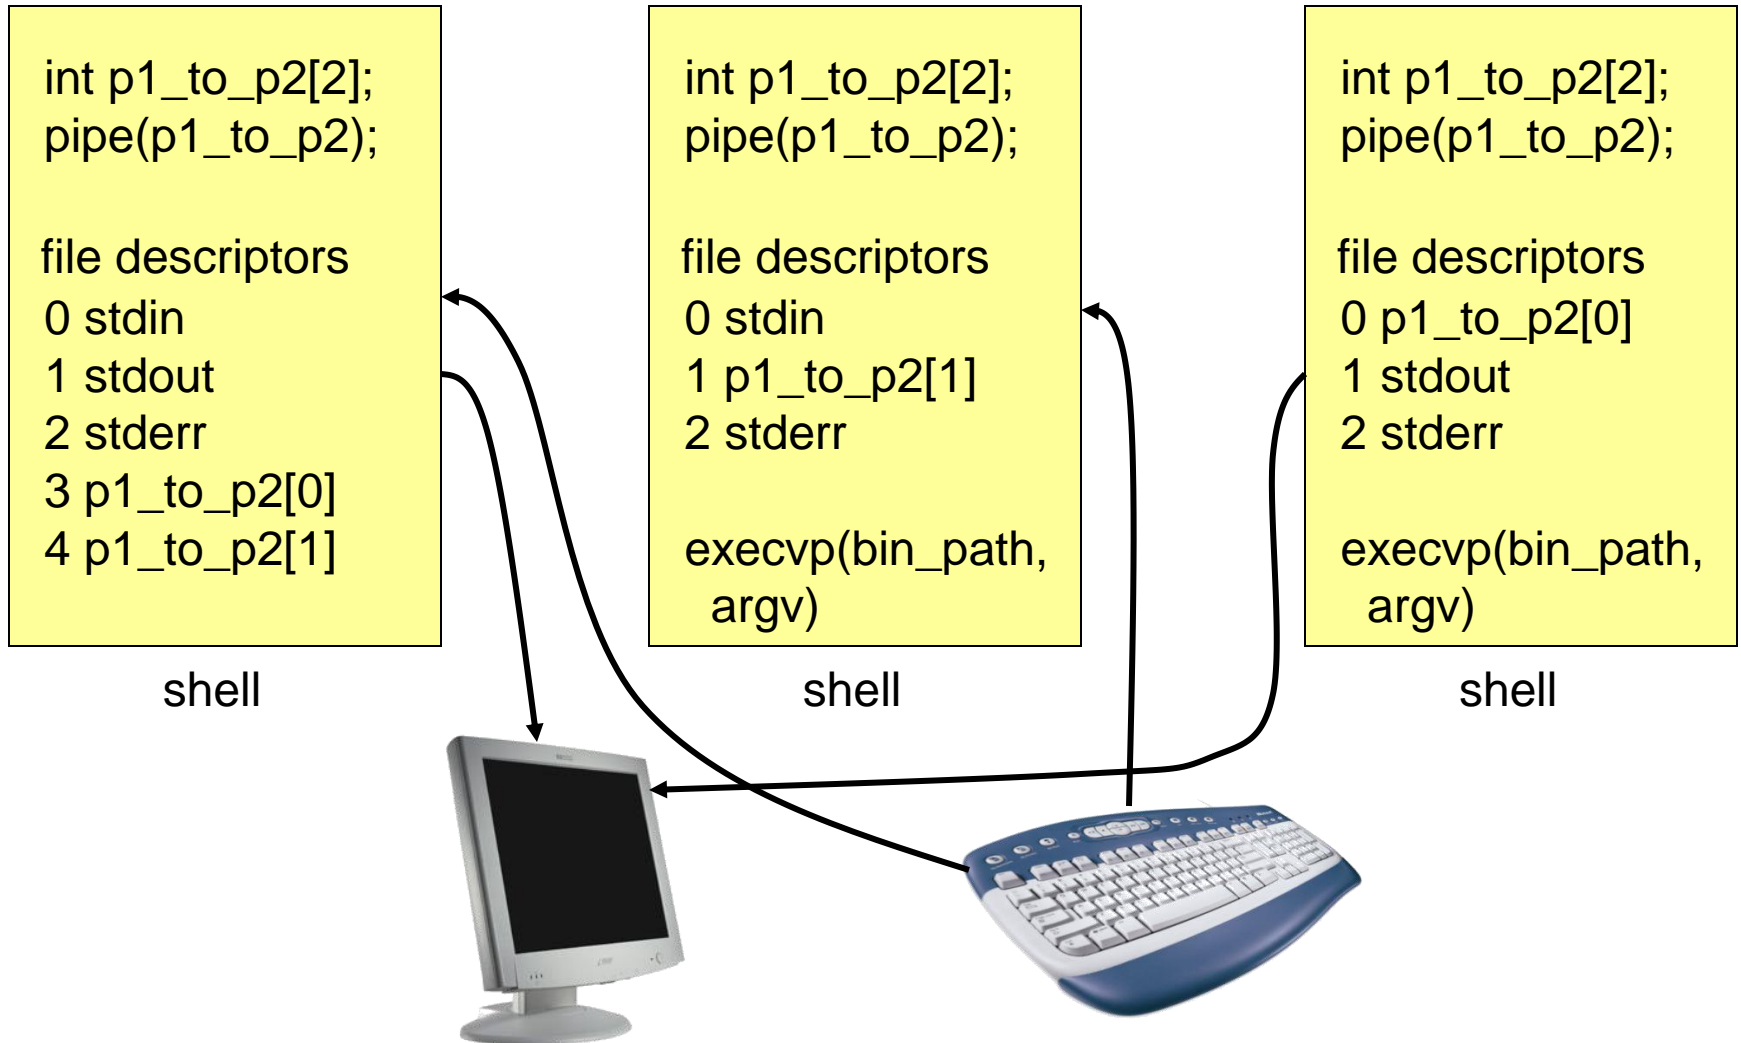 int p1_to_p2[2];
pipe(p1_to_p2);
file descriptors
0 stdin
1 stdout
2 stderr
3 p1_to_p2[0]
4 p1_to_p2[1]
shell
int p1_to_p2[2];
pipe(p1_to_p2);
file descriptors
0 stdin
1 p1_to_p2[1]
2 stderr
execvp(bin_path,
argv)
shell
int p1_to_p2[2];
pipe(p1_to_p2);
file descriptors
0 p1_to_p2[0]
1 stdout
2 stderr
execvp(bin_path,
argv)
shell